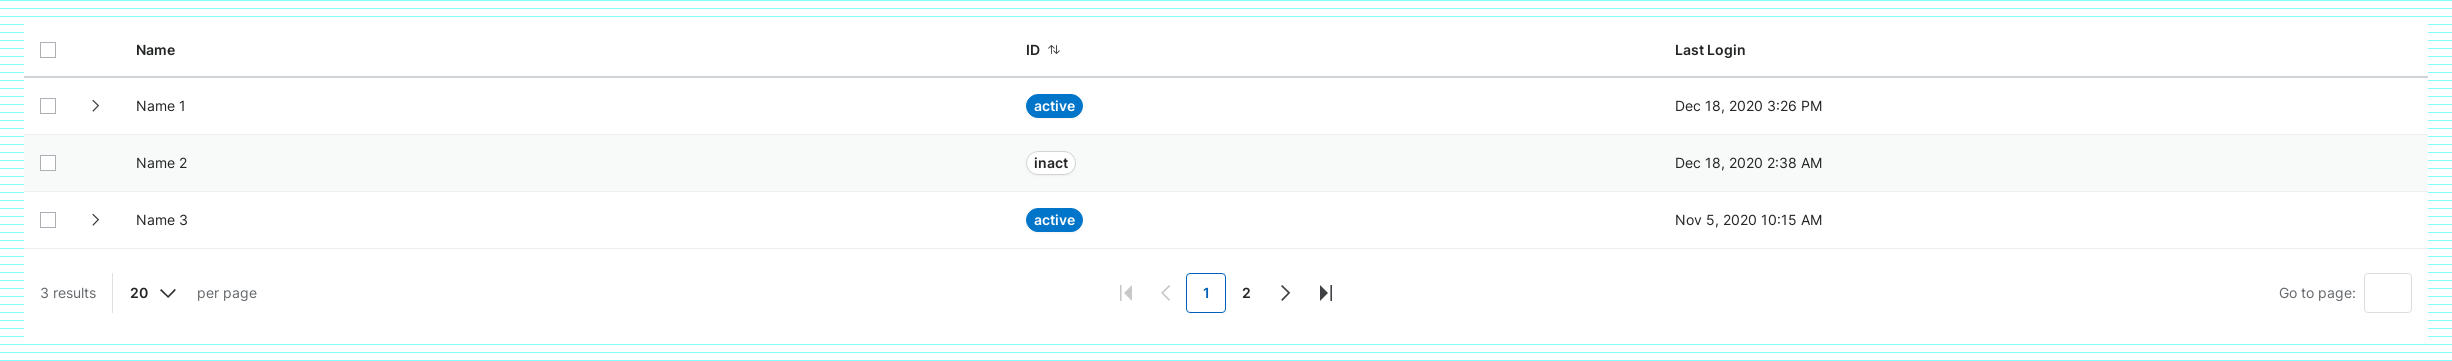 Name ID Last Login
Name 1 active Dec 18, 2020 3:26 PM
Name 2 inact Dec 18, 2020 2:38 AM
Name 3 active Nov 5, 2020 10:15 AM
3 results 20 per page 1 2 Go to page: